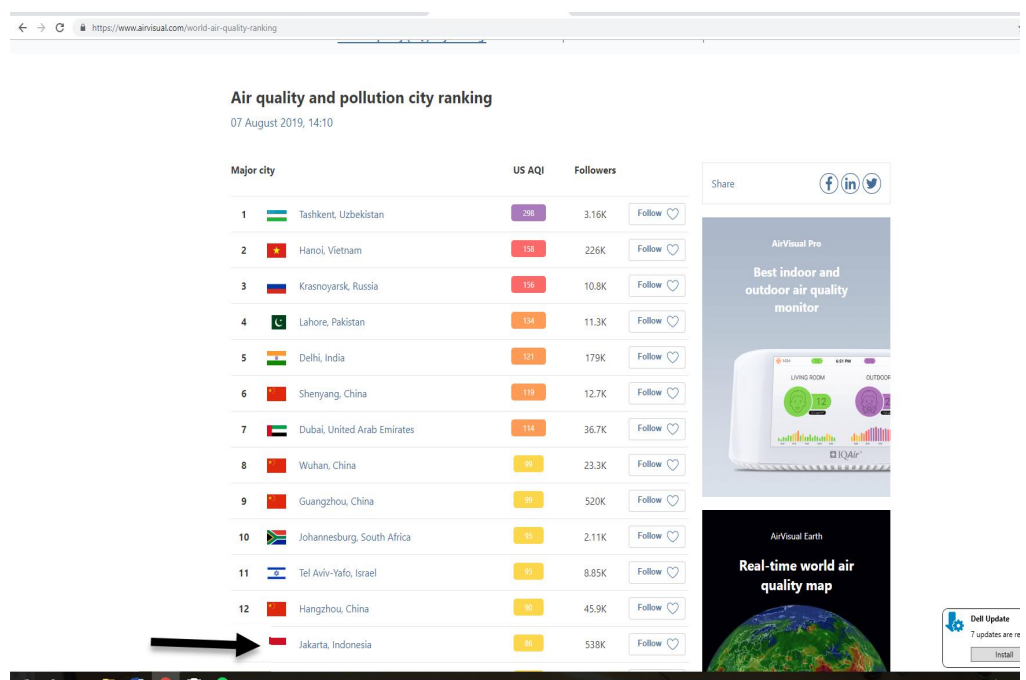 https://www.airvisual.com/world-air-quality-ranking
Air quality and pollution city ranking
07 August 2019, 14:10
Major city US AQI Followers
1 Tashkent, Uzbekistan 298 3.16K Follow
2 Hanoi, Vietnam 158 226K Follow
3 Krasnoyarsk, Russia 156 10.8K Follow
4 Lahore, Pakistan 134 11.3K Follow
5 Delhi, India 121 179K Follow
6 Shenyang, China 119 12.7K Follow
7 Dubai, United Arab Emirates 114 36.7K Follow
8 Wuhan, China 99 23.3K Follow
9 Guangzhou, China 99 520K Follow
10 Johannesburg, South Africa 95 2.11K Follow
11 Tel Aviv-Yafo, Israel 93 8.85K Follow
12 Hangzhou, China 90 45.9K Follow
Jakarta, Indonesia 86 538K Follow
Share
AirVisual Pro
Best indoor and
outdoor air quality
monitor
6:51 PM
LIVING ROOM OUTDOOR
12 2
IQAir
AirVisual Earth
Real-time world air
quality map
Dell Update
7 updates are re
Install